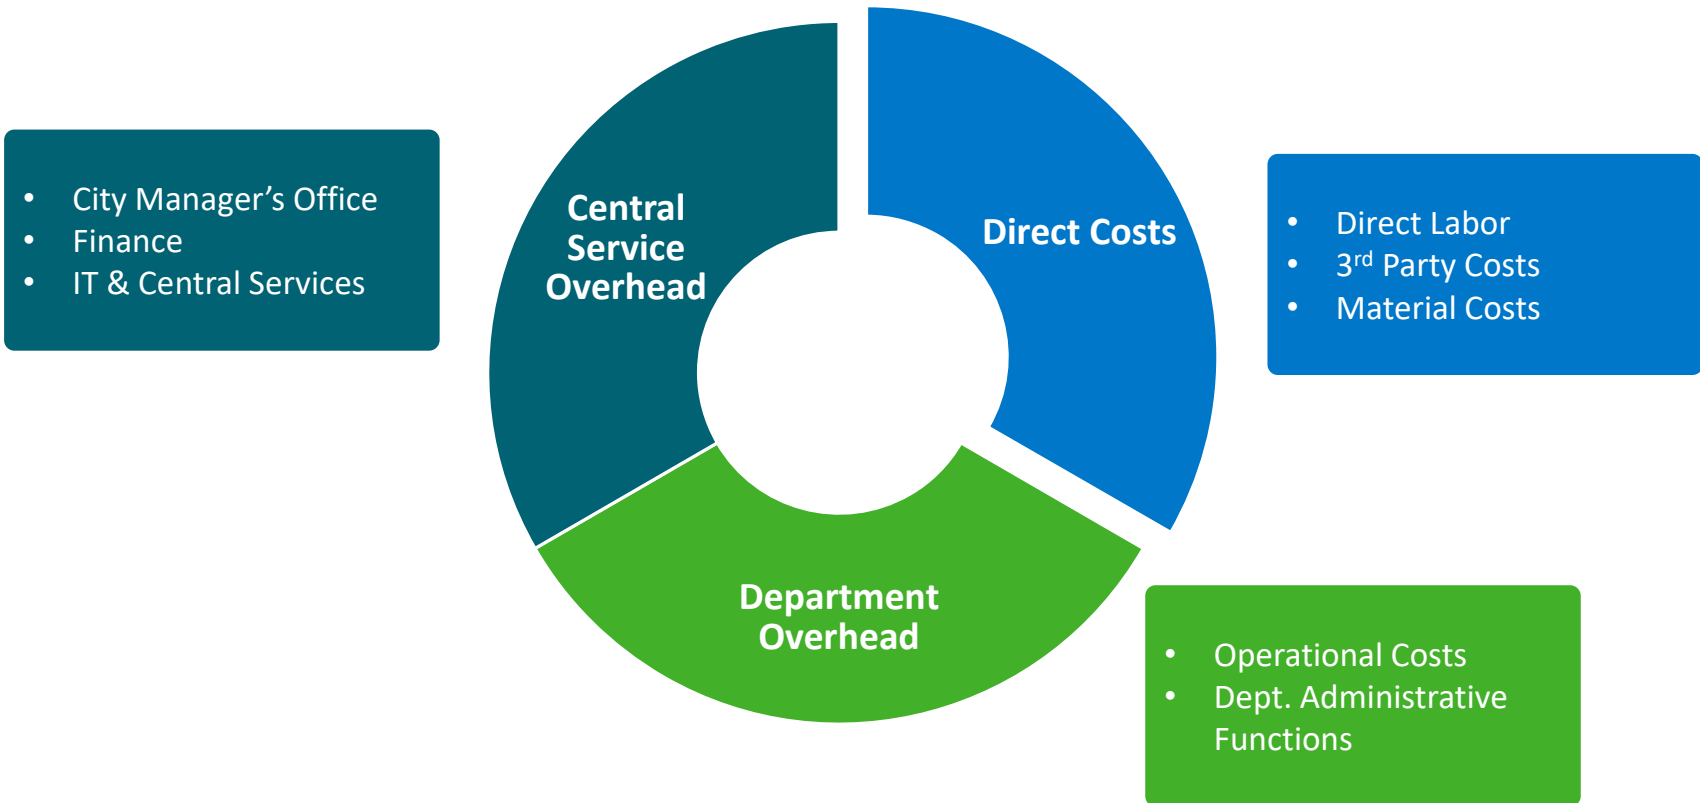 Central
Service
Overhead
Direct Costs
Department
Overhead
• City Manager’s Office
• Finance
• IT & Central Services
• Direct Labor
• 3rd Party Costs
• Material Costs
• Operational Costs
• Dept. Administrative
Functions